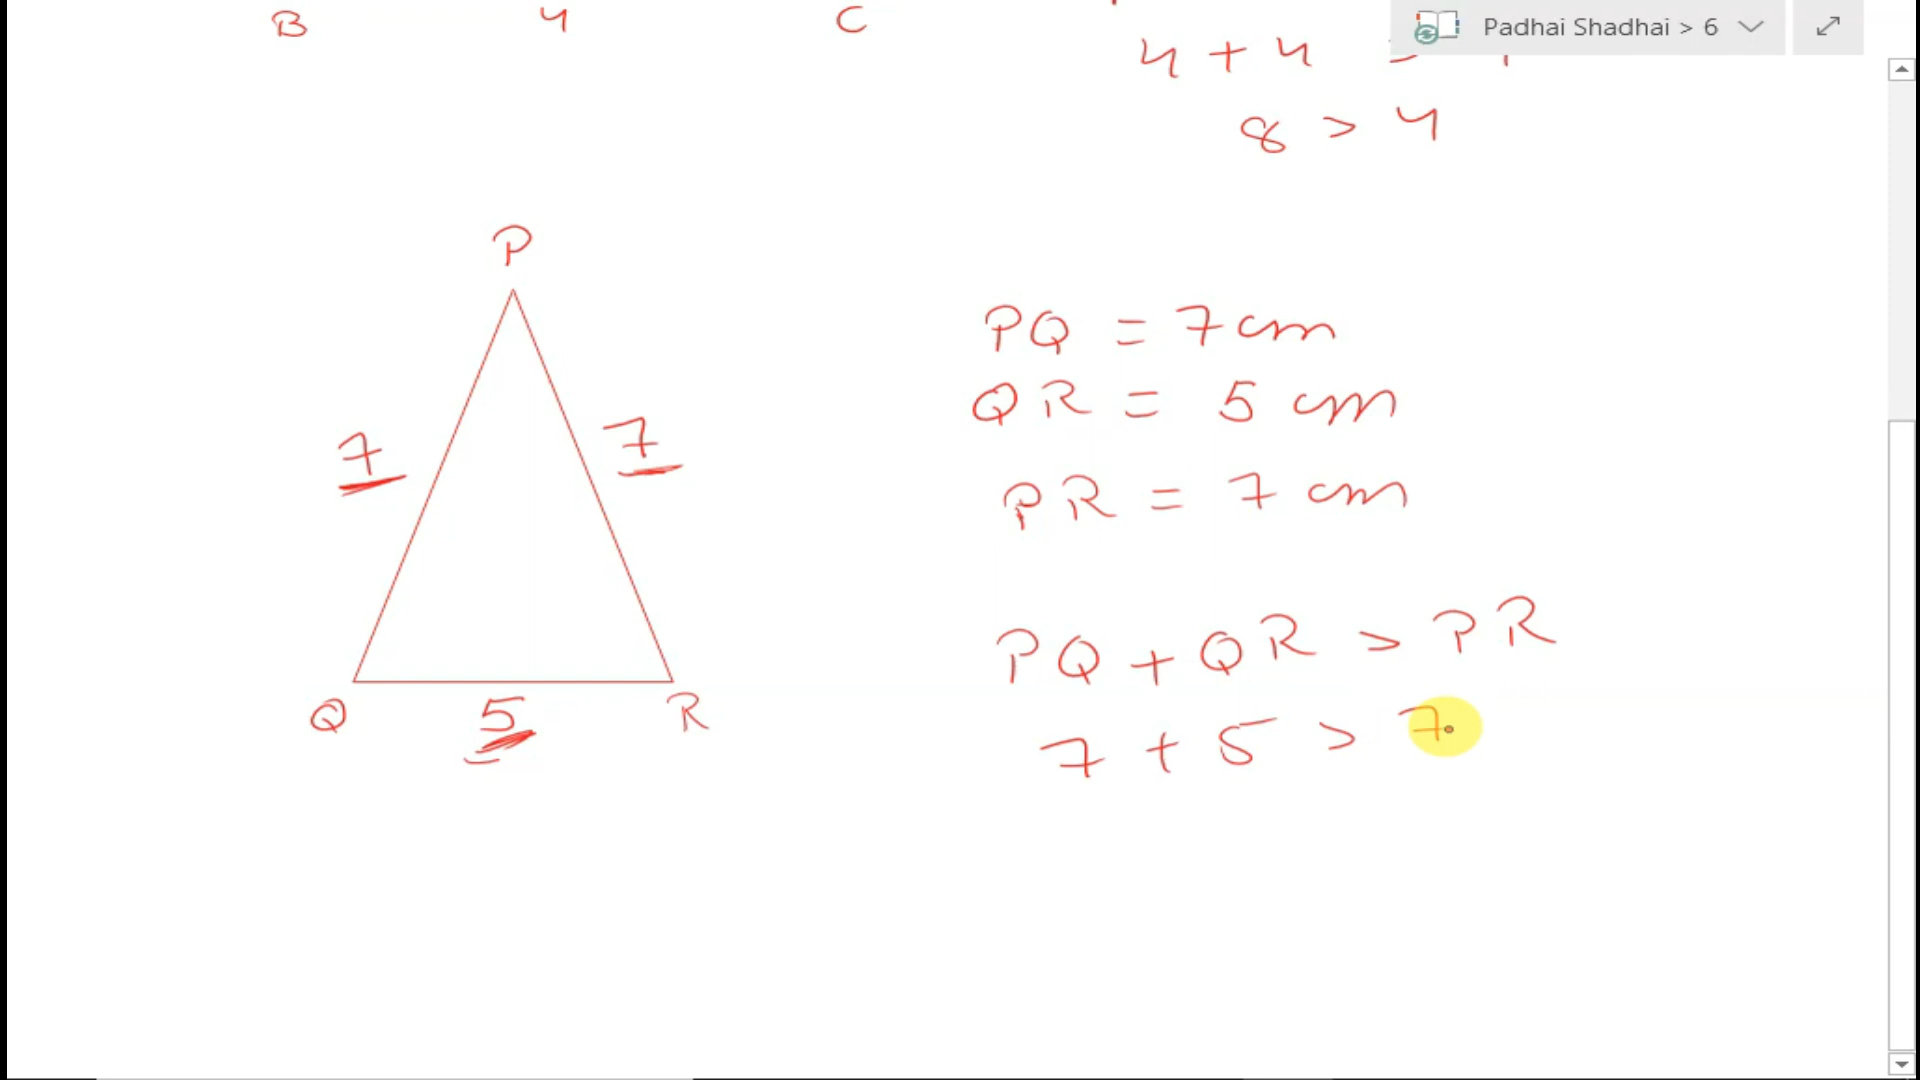 B 4 C
Padhai Shadhai > 6
4 + 4
8 > 4
P
PQ = 7 cm
QR = 5 cm
7 7
PR = 7 cm
PQ + QR > PR
Q 5 R
7 + 5 > 7